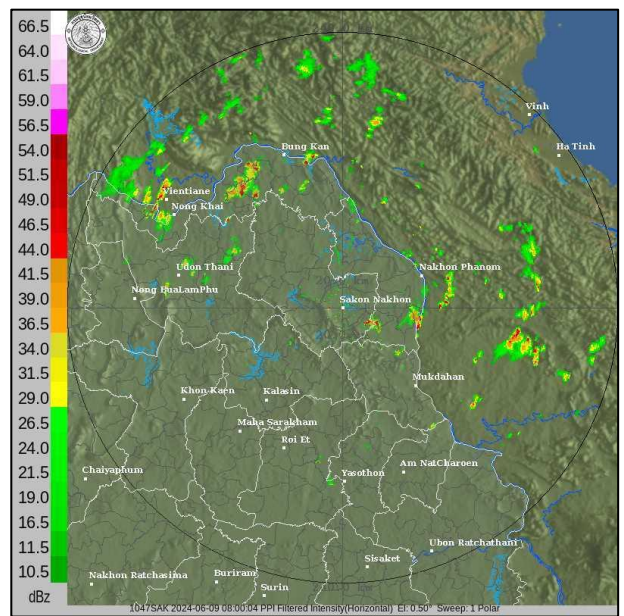 66.5
64.0
61.5
59.0
56.5
54.0
51.5
49.0
46.5
44.0
41.5
39.0
36.5
34.0
31.5
29.0
26.5
24.0
21.5
19.0
16.5
14.0
11.5
10.5
dBz
Vinh
Ha Tinh
Bung Kan
Vientiane
Nong Khai
Udon Thani
Nakhon Phanom
Nong BuaLamPhu
Sakon Nakhon
Mukdahan
Khon Kaen
Kalasin
Maha Sarakham
Roi Et
Chaiyaphum
Yasothon
Am NatCharoen
Ubon Ratchathani
Sisaket
Nakhon Ratchasima
Buriram
Surin
1047SAK 2024-06-09 08:00:04 PPI Filtered Intensity(Horizontal) El: 0.50° Sweep: 1 Polar